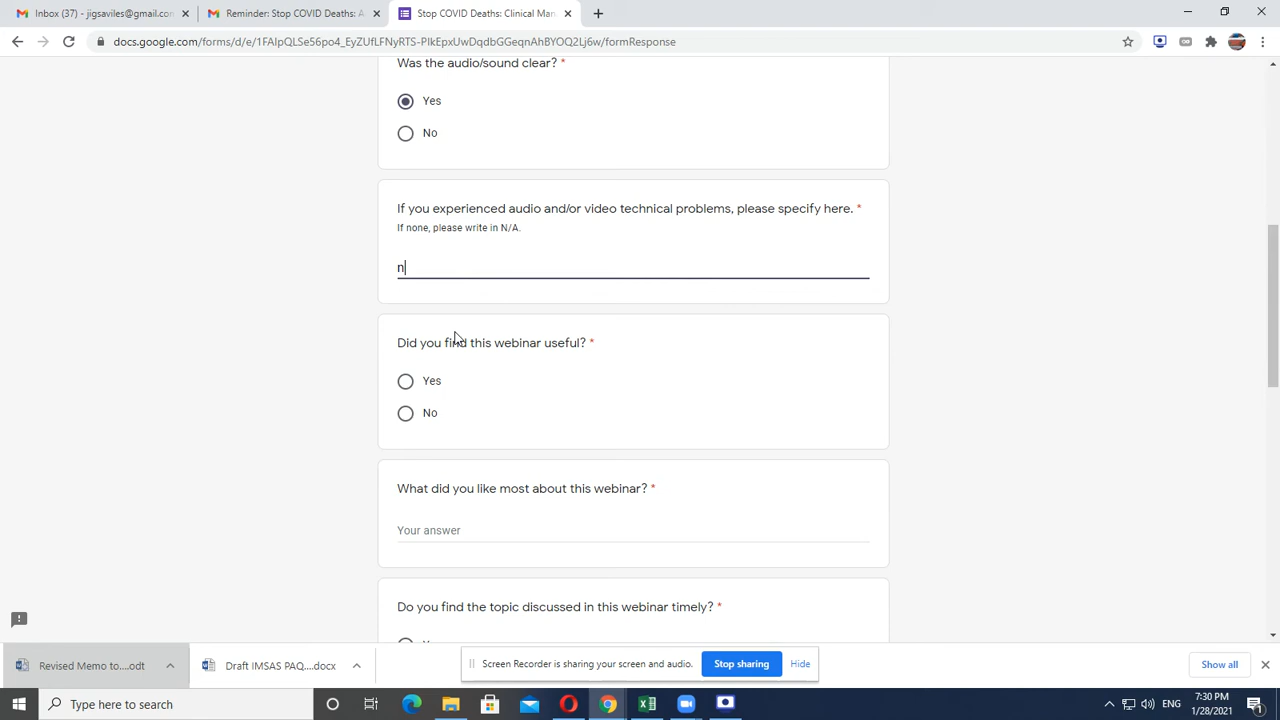 Inbox (37) - jigsaviles@gmail.com
Reminder: Stop COVID Deaths: A
Stop COVID Deaths: Clinical Man
docs.google.com/forms/d/e/1FAIpQLSe56po4_EyZUfLFNyRTS-PIkEpxUwDqdbGGeqnAhBYOQ2Lj6w/formResponse
Was the audio/sound clear? *
Yes
No
If you experienced audio and/or video technical problems, please specify here. *
If none, please write in N/A.
n
Did you find this webinar useful? *
Yes
No
What did you like most about this webinar? *
Your answer
Do you find the topic discussed in this webinar timely? *
Revised Memo to....odt
Draft IMSAS PAQ....docx
Screen Recorder is sharing your screen and audio.
Stop sharing
Hide
Show all
Type here to search
ENG
7:30 PM
1/28/2021
1